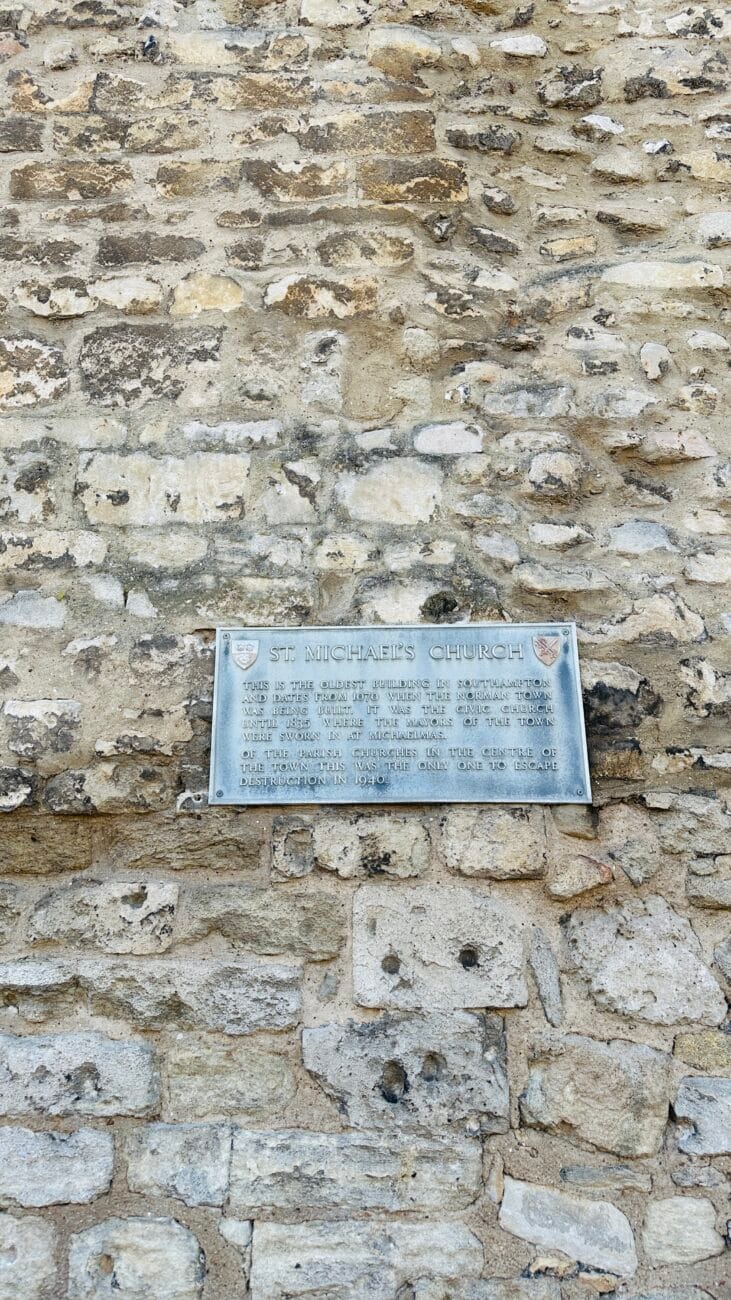 ST. MICHAEL'S CHURCH
THIS IS THE OLDEST BUILDING IN SOUTHAMPTON
AND DATES FROM 1070 WHEN THE NORMAN TOWN
WAS BEING BUILT. IT WAS THE CIVIC CHURCH
UNTIL 1835 WHERE THE MAYORS OF THE TOWN
WERE SWORN IN AT MICHAELMAS.
OF THE PARISH CHURCHES IN THE CENTRE OF
THE TOWN THIS WAS THE ONLY ONE TO ESCAPE
DESTRUCTION IN 1940.